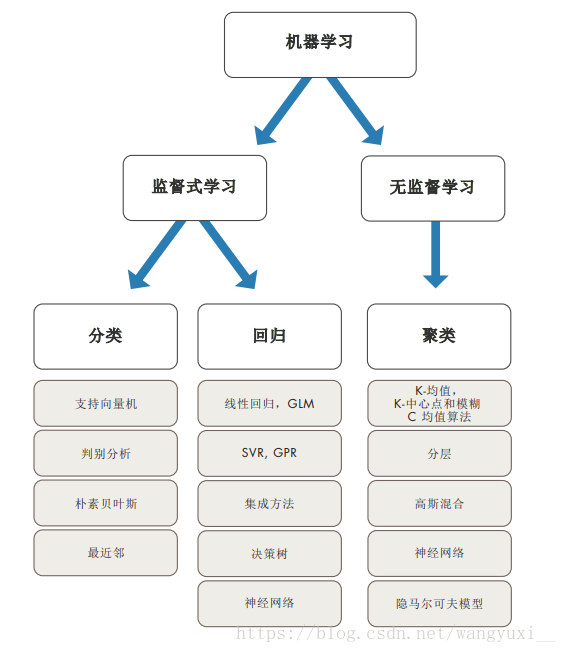 机器学习
监督式学习
无监督学习
分类
回归
聚类
支持向量机
线性回归，GLM
K-均值，
K-中心点和模糊
C 均值算法
判别分析
SVR, GPR
分层
朴素贝叶斯
集成方法
高斯混合
最近邻
决策树
神经网络
神经网络
隐马尔可夫模型
https://blog.csdn.net/wangyuxi__